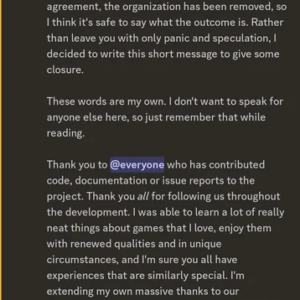 agreement, the organization has been removed, so
I think it's safe to say what the outcome is. Rather
than leave you with only panic and speculation, I
decided to write this short message to give some
closure.
These words are my own. I don't want to speak for
anyone else here, so just remember that while
reading.
Thank you to @everyone who has contributed
code, documentation or issue reports to the
project. Thank you all for following us throughout
the development. I was able to learn a lot of really
neat things about games that I love, enjoy them
with renewed qualities and in unique
circumstances, and I'm sure you all have
experiences that are similarly special. I'm
extending my own massive thanks to our